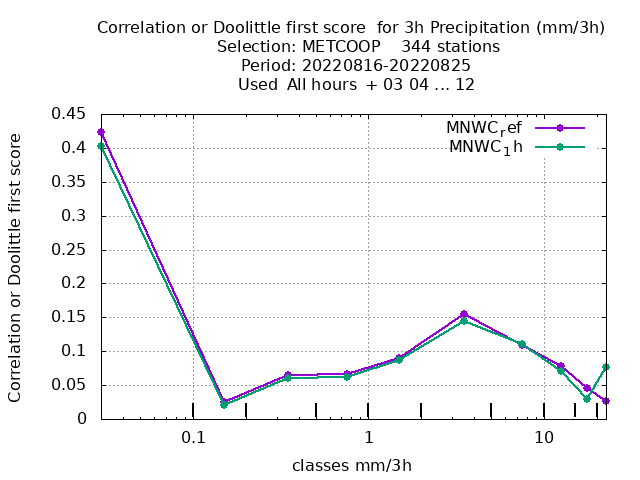 Correlation or Doolittle first score  for 3h Precipitation (mm/3h)
Selection: METCOOP    344 stations
Period: 20220816-20220825
Used  All hours  + 03 04 ... 12
MNWC_ref
MNWC_1h
0.45
0.4
0.35
0.3
0.25
0.2
0.15
0.1
0.05
0
Correlation or Doolittle first score
0.1 1 10
classes mm/3h